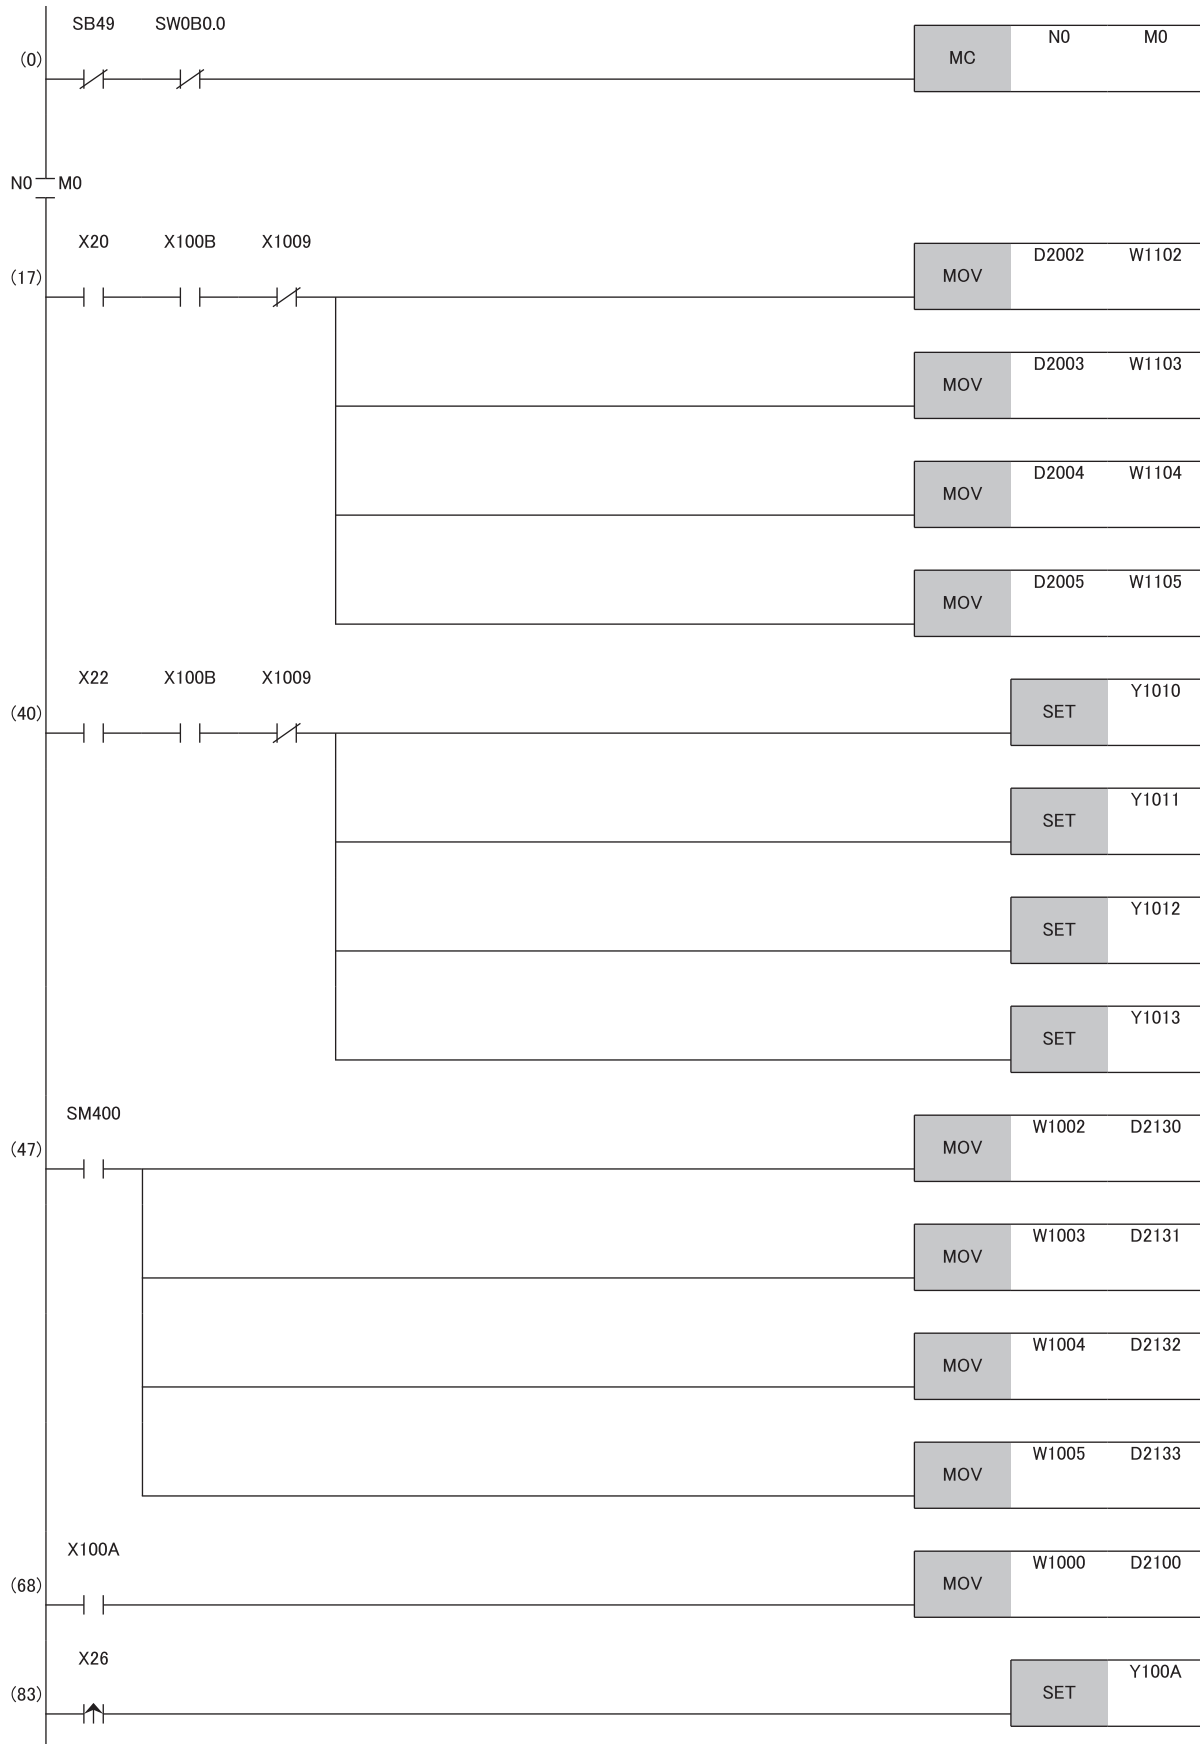 SB49 SW0B0.0
(0) MC N0 M0
N0 M0
X20 X100B X1009
(17) MOV D2002 W1102
MOV D2003 W1103
MOV D2004 W1104
MOV D2005 W1105
X22 X100B X1009
(40) SET Y1010
SET Y1011
SET Y1012
SET Y1013
SM400
(47) MOV W1002 D2130
MOV W1003 D2131
MOV W1004 D2132
MOV W1005 D2133
X100A
(68) MOV W1000 D2100
X26
(83) SET Y100A